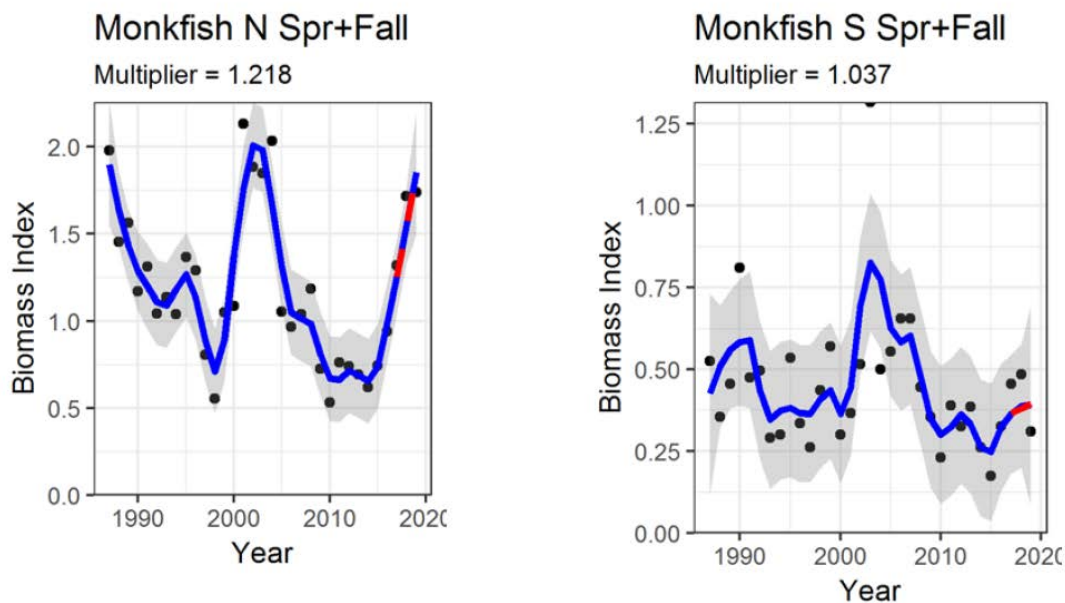 Monkfish N Spr+Fall
Multiplier = 1.218
2.0
1.5
1.0
0.5
0.0
Biomass Index
1990
2000
2010
2020
Year
Monkfish S Spr+Fall
Multiplier = 1.037
1.25
1.00
0.75
0.50
0.25
0.00
Biomass Index
1990
2000
2010
2020
Year